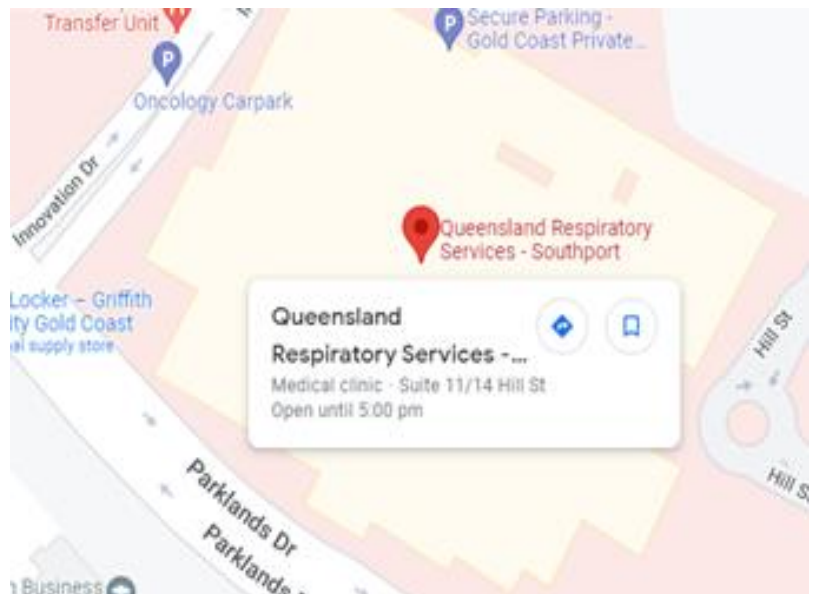 Transfer Unit
Secure Parking -
Gold Coast Private...
Oncology Carpark
Innovation Dr
Queensland Respiratory
Services - Southport
Locker – Griffith
ity Gold Coast
al supply store
Queensland
Respiratory Services -...
Medical clinic · Suite 11/14 Hill St
Open until 5:00 pm
Hill St
Hill S
Parklands Dr
Parklands
Business